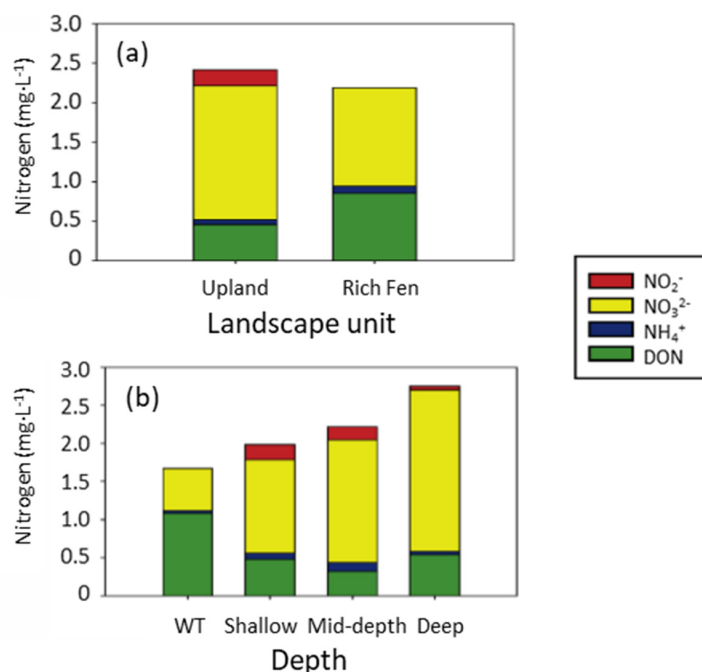 3.0
(a)
2.5
2.0
1.5
1.0
0.5
0
Nitrogen (mg·L-1)
Upland Rich Fen
Landscape unit
NO2-
NO32-
NH4+
DON
3.0
(b)
2.5
2.0
1.5
1.0
0.5
0
Nitrogen (mg·L-1)
WT Shallow Mid-depth Deep
Depth